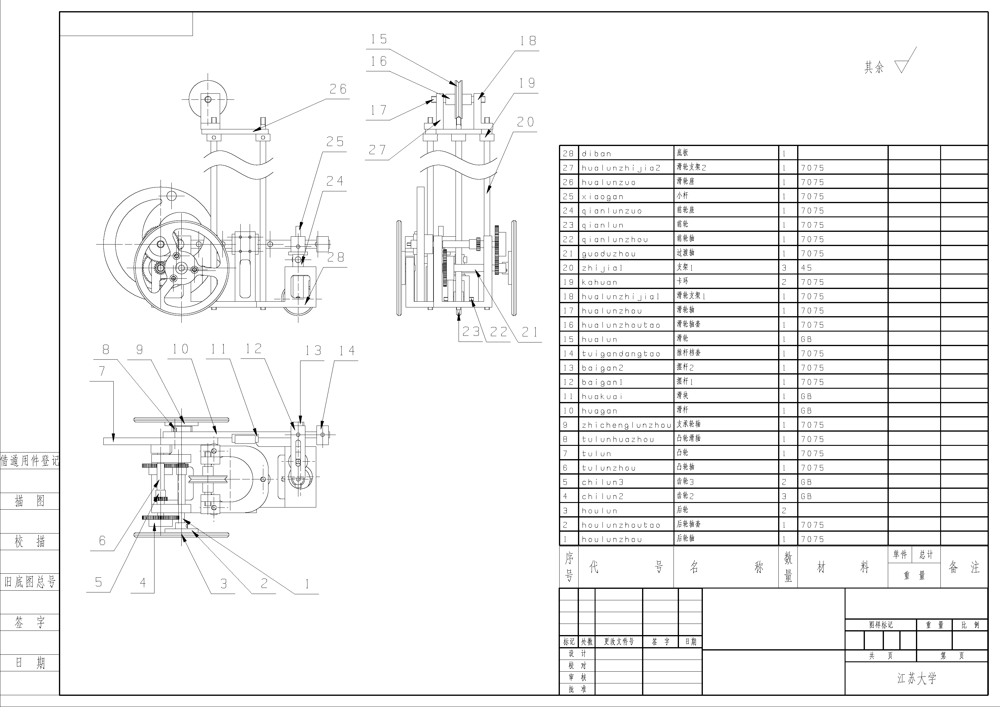 15
18
16
其余
26
19
17
20
25
27
24
28
23 22 21
8 9 10 11 12 13 14
7
6
5 4 3 2 1
28 diban 底板 1
27 hualunzhijia2 滑轮支架2 1 7075
26 hualunzuo 滑轮座 1 7075
25 xiaogan 小杆 1 7075
24 qianlunzuo 前轮座 1 7075
23 qianlun 前轮 1 7075
22 qianlunzhou 前轮轴 1 7075
21 guoduzhou 过渡轴 1 7075
20 zhijia1 支架1 3 45
19 kahuan 卡环 2 7075
18 hualunzhijia1 滑轮支架1 1 7075
17 hualunzhou 滑轮轴 1 7075
16 hualunzhoutao 滑轮轴套 1 7075
15 hualun 滑轮 1 GB
14 tuigandangtao 推杆档套 1 7075
13 baigan2 摆杆2 1 7075
12 baigan1 摆杆1 1 7075
11 huakuai 滑块 1 GB
10 huagan 滑杆 1 GB
9 zhichenglunzhou 支承轮轴 1 7075
8 tulunhuazhou 凸轮滑轴 1 7075
7 tulun 凸轮 1 7075
6 tulunzhou 凸轮轴 1 7075
5 chilun3 齿轮3 2 GB
4 chilun2 齿轮2 3 GB
3 houlun 后轮 2
2 houlunzhoutao 后轮轴套 1 7075
1 houlunzhou 后轮轴 1 7075
序号 代号 名称 数量 材料 单件 总计 重量 备注
图样标记 重量 比例
标记 处数 更改文件号 签字 日期
设计
共页 第页
校对
审核
批准
江苏大学
借通用件登记
描图
校描
旧底图总号
签字
日期